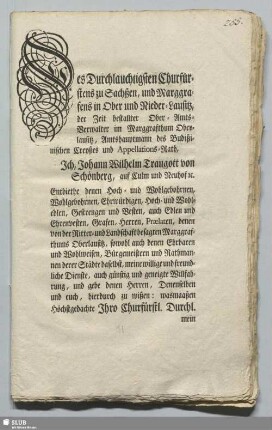 Des Durchlauchtigsten Churfür-
stens zu Sachßen, und Marggra-
fens in Ober und Nieder-Lausitz,
der Zeit bestallter Ober-Amts-
Verwalter im Marggrafthum Ober-
lausitz, Amtshauptmann des Budißi-
nischen Creyßes und Appellations-Rath,
Ich, Johann Wilhelm Traugott von
Schönberg, auf Culm und Neuhof ꝛc.
Entbiethe denen Hoch- und Wohlgebohrnen,
Wohlgebohrnen, Ehrwürdigen, Hoch- und Wohl-
edlen, Gestrengen und Vesten, auch Edlen und
Ehrenvesten, Grafen, Herren, Prælaten, denen
von der Ritter- und Landschaft besagten Marggraf-
thums Oberlausitz, sowohl auch denen Ehrbaren
und Wohlweisen, Bürgemeistern und Rathman-
nen derer Städte daselbst, meine willige und freund-
liche Dienste, auch günstig und geneigte Willfah-
rung, und gebe denen Herren, Denenselben
und euch, hierdurch zu wißen: wasmaaßen
Höchstgedachte Ihro Churfürstl. Durchl.
mein
SLUB